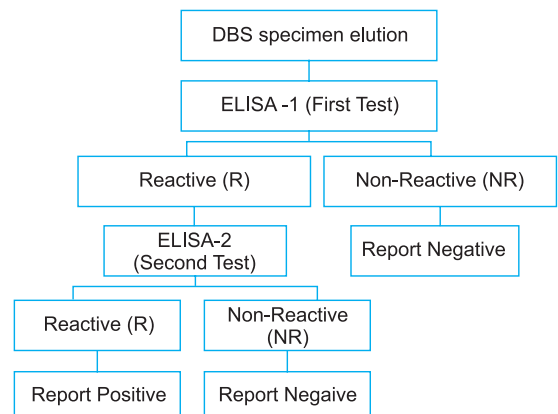 DBS specimen elution
ELISA -1 (First Test)
Reactive (R)
Non-Reactive (NR)
ELISA-2
(Second Test)
Report Negative
Reactive (R)
Non-Reactive
(NR)
Report Positive
Report Negaive